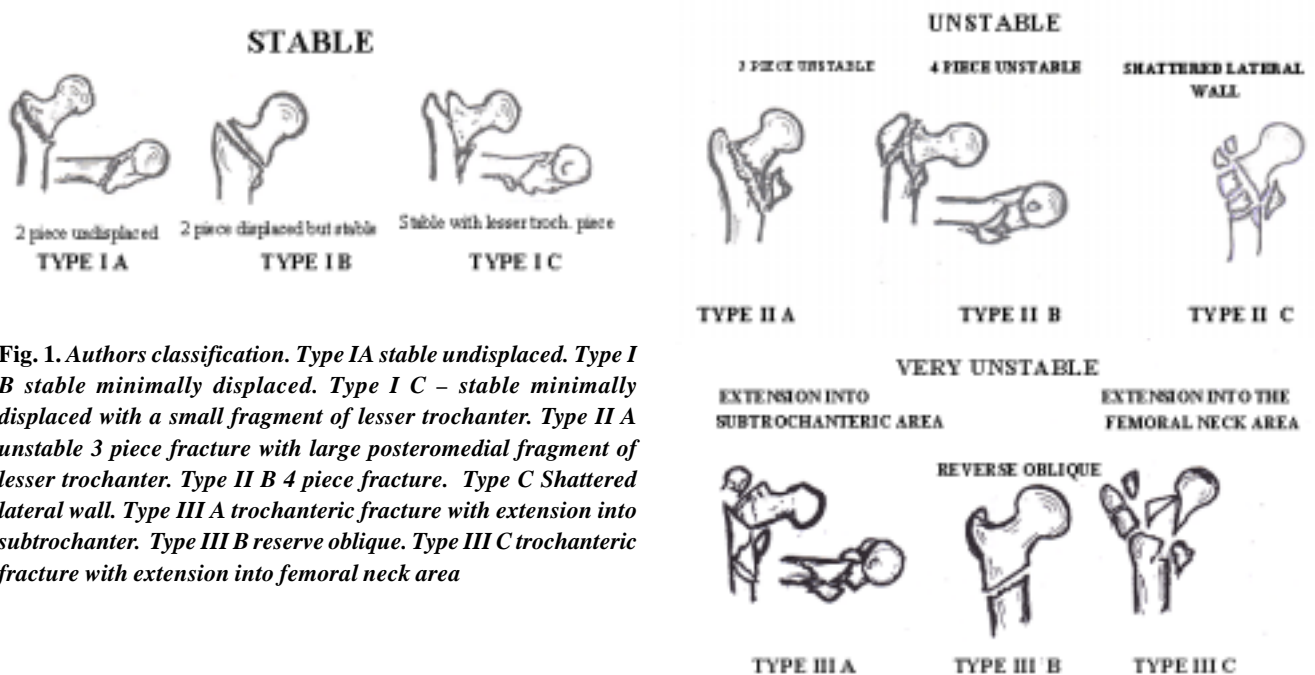 STABLE
2 piece undisplaced
2 piece displaced but stable
Stable with lesser troch. piece
TYPE I A
TYPE I B
TYPE I C
Fig. 1. Authors classification. Type IA stable undisplaced. Type I
B stable minimally displaced. Type I C – stable minimally
displaced with a small fragment of lesser trochanter. Type II A
unstable 3 piece fracture with large posteromedial fragment of
lesser trochanter. Type II B 4 piece fracture. Type C Shattered
lateral wall. Type III A trochanteric fracture with extension into
subtrochanter. Type III B reserve oblique. Type III C trochanteric
fracture with extension into femoral neck area
UNSTABLE
3 PIECE UNSTABLE
4 PIECE UNSTABLE
SHATTERED LATERAL
WALL
TYPE II A
TYPE II B
TYPE II C
VERY UNSTABLE
EXTENSION INTO
SUBTROCHANTERIC AREA
REVERSE OBLIQUE
EXTENSION INTO THE
FEMORAL NECK AREA
TYPE III A
TYPE III B
TYPE III C